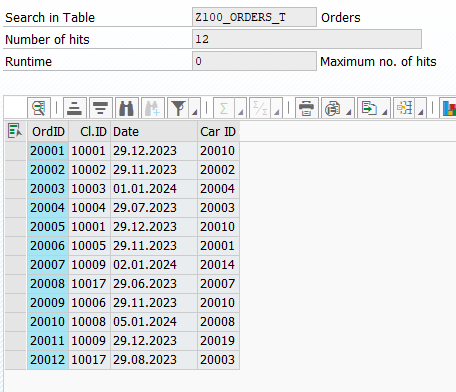 Search in Table Z100_ORDERS_T Orders
Number of hits 12
Runtime 0 Maximum no. of hits
OrdID Cl.ID Date Car ID
20001 10001 29.12.2023 20010
20002 10002 29.11.2023 20002
20003 10003 01.01.2024 20004
20004 10004 29.07.2023 20003
20005 10001 29.12.2023 20010
20006 10005 29.11.2023 20001
20007 10009 02.01.2024 20014
20008 10017 29.06.2023 20007
20009 10006 29.11.2023 20010
20010 10008 05.01.2024 20008
20011 10009 29.12.2023 20019
20012 10017 29.08.2023 20003